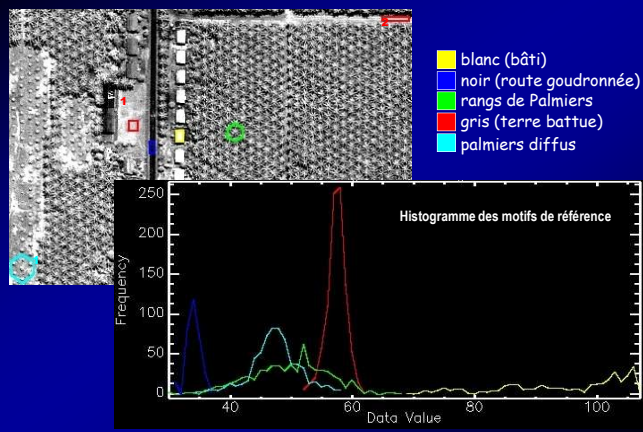 1
blanc (bâti)
noir (route goudronnée)
rangs de Palmiers
gris (terre battue)
palmiers diffus
Histogramme des motifs de référence
250
200
150
100
50
0
Frequency
40
60
80
100
Data Value